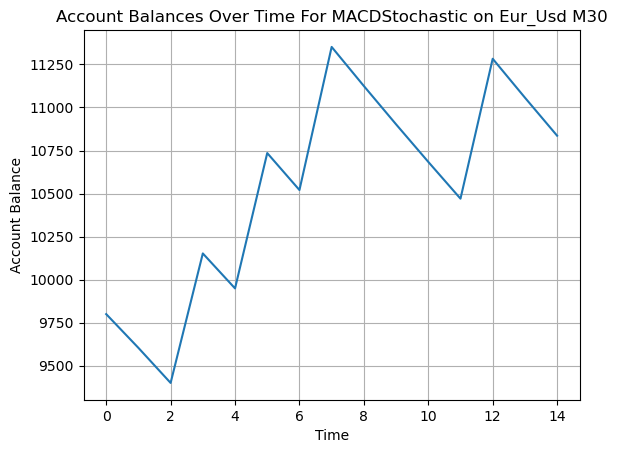 Account Balances Over Time For MACDStochastic on Eur_Usd M30
11250
11000
10750
10500
10250
10000
9750
9500
Account Balance
0 2 4 6 8 10 12 14
Time